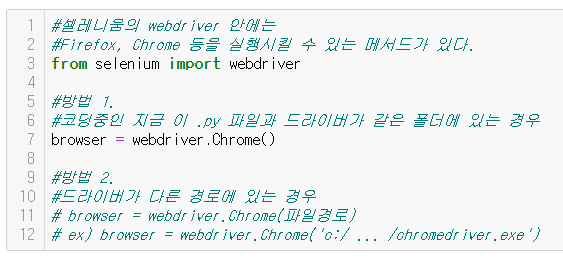 1 #셀레니움의 webdriver 안에는
2 #Firefox, Chrome 등을 실행시킬 수 있는 메서드가 있다.
3 from selenium import webdriver
4
5 #방법 1.
6 #코딩중인 지금 이 .py 파일과 드라이버가 같은 폴더에 있는 경우
7 browser = webdriver.Chrome()
8
9 #방법 2.
10 #드라이버가 다른 경로에 있는 경우
11 # browser = webdriver.Chrome(파일경로)
12 # ex) browser = webdriver.Chrome('c:/ ... /chromedriver.exe')